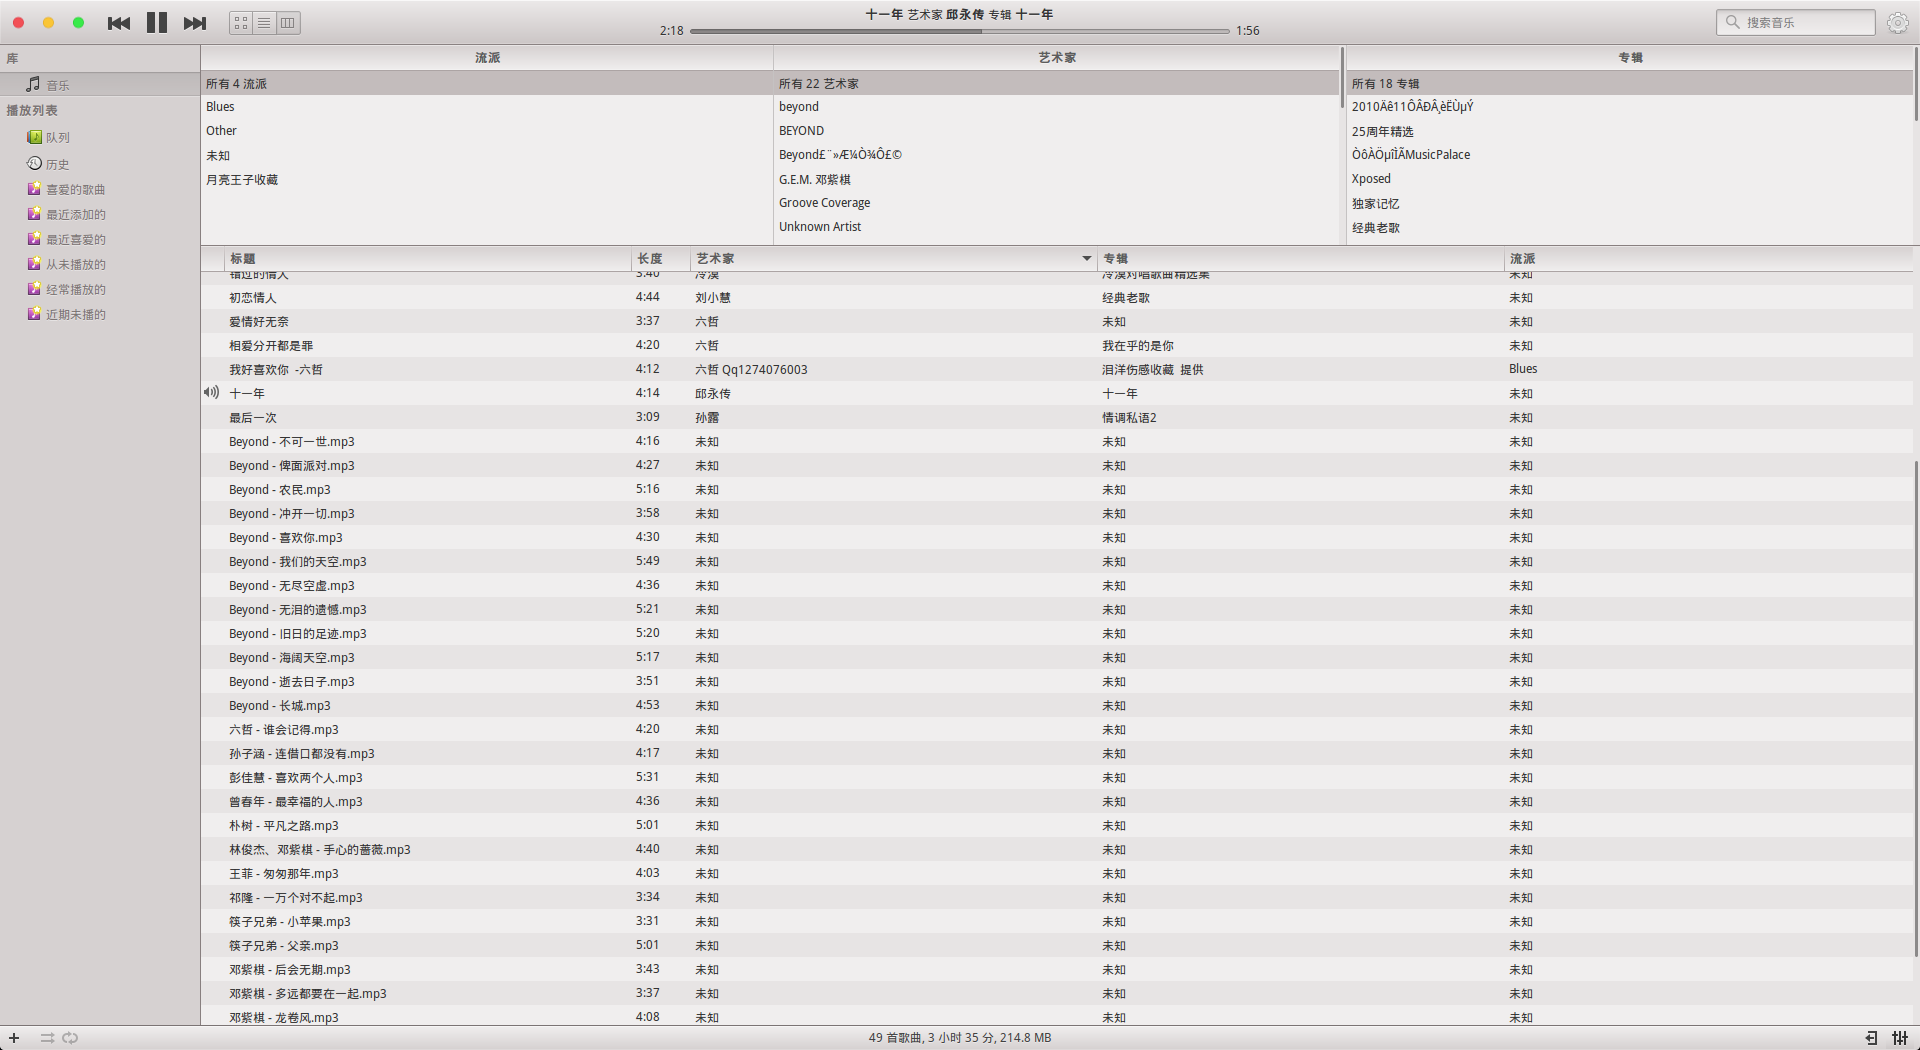 十一年 艺术家 邱永传 专辑 十一年
2:18 1:56
搜索音乐
库
音乐
播放列表
队列
历史
喜爱的歌曲
最近添加的
最近喜爱的
从未播放的
经常播放的
近期未播的
流派 艺术家 专辑
所有 4 流派 所有 22 艺术家 所有 18 专辑
Blues beyond 2010Äê11ÔÂÐÂ¸èËÙµÝ
Other BEYOND 25周年精选
未知 Beyond£¨»Æ¼Ò¾Ô£© ÒôÀÖµîÌÃMusicPalace
月亮王子收藏 G.E.M. 邓紫棋 Xposed
Groove Coverage 独家记忆
Unknown Artist 经典老歌
标题 长度 艺术家 专辑 流派
错过的情人 3:40 冷漠 冷漠对唱歌曲精选集 未知
初恋情人 4:44 刘小慧 经典老歌 未知
爱情好无奈 3:37 六哲 未知 未知
相爱分开都是罪 4:20 六哲 我在乎的是你 未知
我好喜欢你 -六哲 4:12 六哲 Qq1274076003 泪洋伤感收藏 提供 Blues
十一年 4:14 邱永传 十一年 未知
最后一次 3:09 孙露 情调私语2 未知
Beyond - 不可一世.mp3 4:16 未知 未知 未知
Beyond - 俾面派对.mp3 4:27 未知 未知 未知
Beyond - 农民.mp3 5:16 未知 未知 未知
Beyond - 冲开一切.mp3 3:58 未知 未知 未知
Beyond - 喜欢你.mp3 4:30 未知 未知 未知
Beyond - 我们的天空.mp3 5:49 未知 未知 未知
Beyond - 无尽空虚.mp3 4:36 未知 未知 未知
Beyond - 无泪的遗憾.mp3 5:21 未知 未知 未知
Beyond - 旧日的足迹.mp3 5:20 未知 未知 未知
Beyond - 海阔天空.mp3 5:17 未知 未知 未知
Beyond - 逝去日子.mp3 3:51 未知 未知 未知
Beyond - 长城.mp3 4:53 未知 未知 未知
六哲 - 谁会记得.mp3 4:20 未知 未知 未知
孙子涵 - 连借口都没有.mp3 4:17 未知 未知 未知
彭佳慧 - 喜欢两个人.mp3 5:31 未知 未知 未知
曾春年 - 最幸福的人.mp3 4:36 未知 未知 未知
朴树 - 平凡之路.mp3 5:01 未知 未知 未知
林俊杰、邓紫棋 - 手心的蔷薇.mp3 4:40 未知 未知 未知
王菲 - 匆匆那年.mp3 4:03 未知 未知 未知
祁隆 - 一万个对不起.mp3 3:34 未知 未知 未知
筷子兄弟 - 小苹果.mp3 3:31 未知 未知 未知
筷子兄弟 - 父亲.mp3 5:01 未知 未知 未知
邓紫棋 - 后会无期.mp3 3:43 未知 未知 未知
邓紫棋 - 多远都要在一起.mp3 3:37 未知 未知 未知
邓紫棋 - 龙卷风.mp3 4:08 未知 未知 未知
49 首歌曲, 3 小时 35 分, 214.8 MB